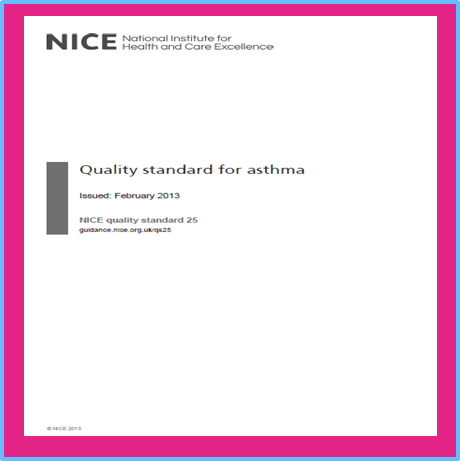 NICE National Institute for
Health and Care Excellence
Quality standard for asthma
Issued: February 2013
NICE quality standard 25
guidance.nice.org.uk/qs25
© NICE 2013